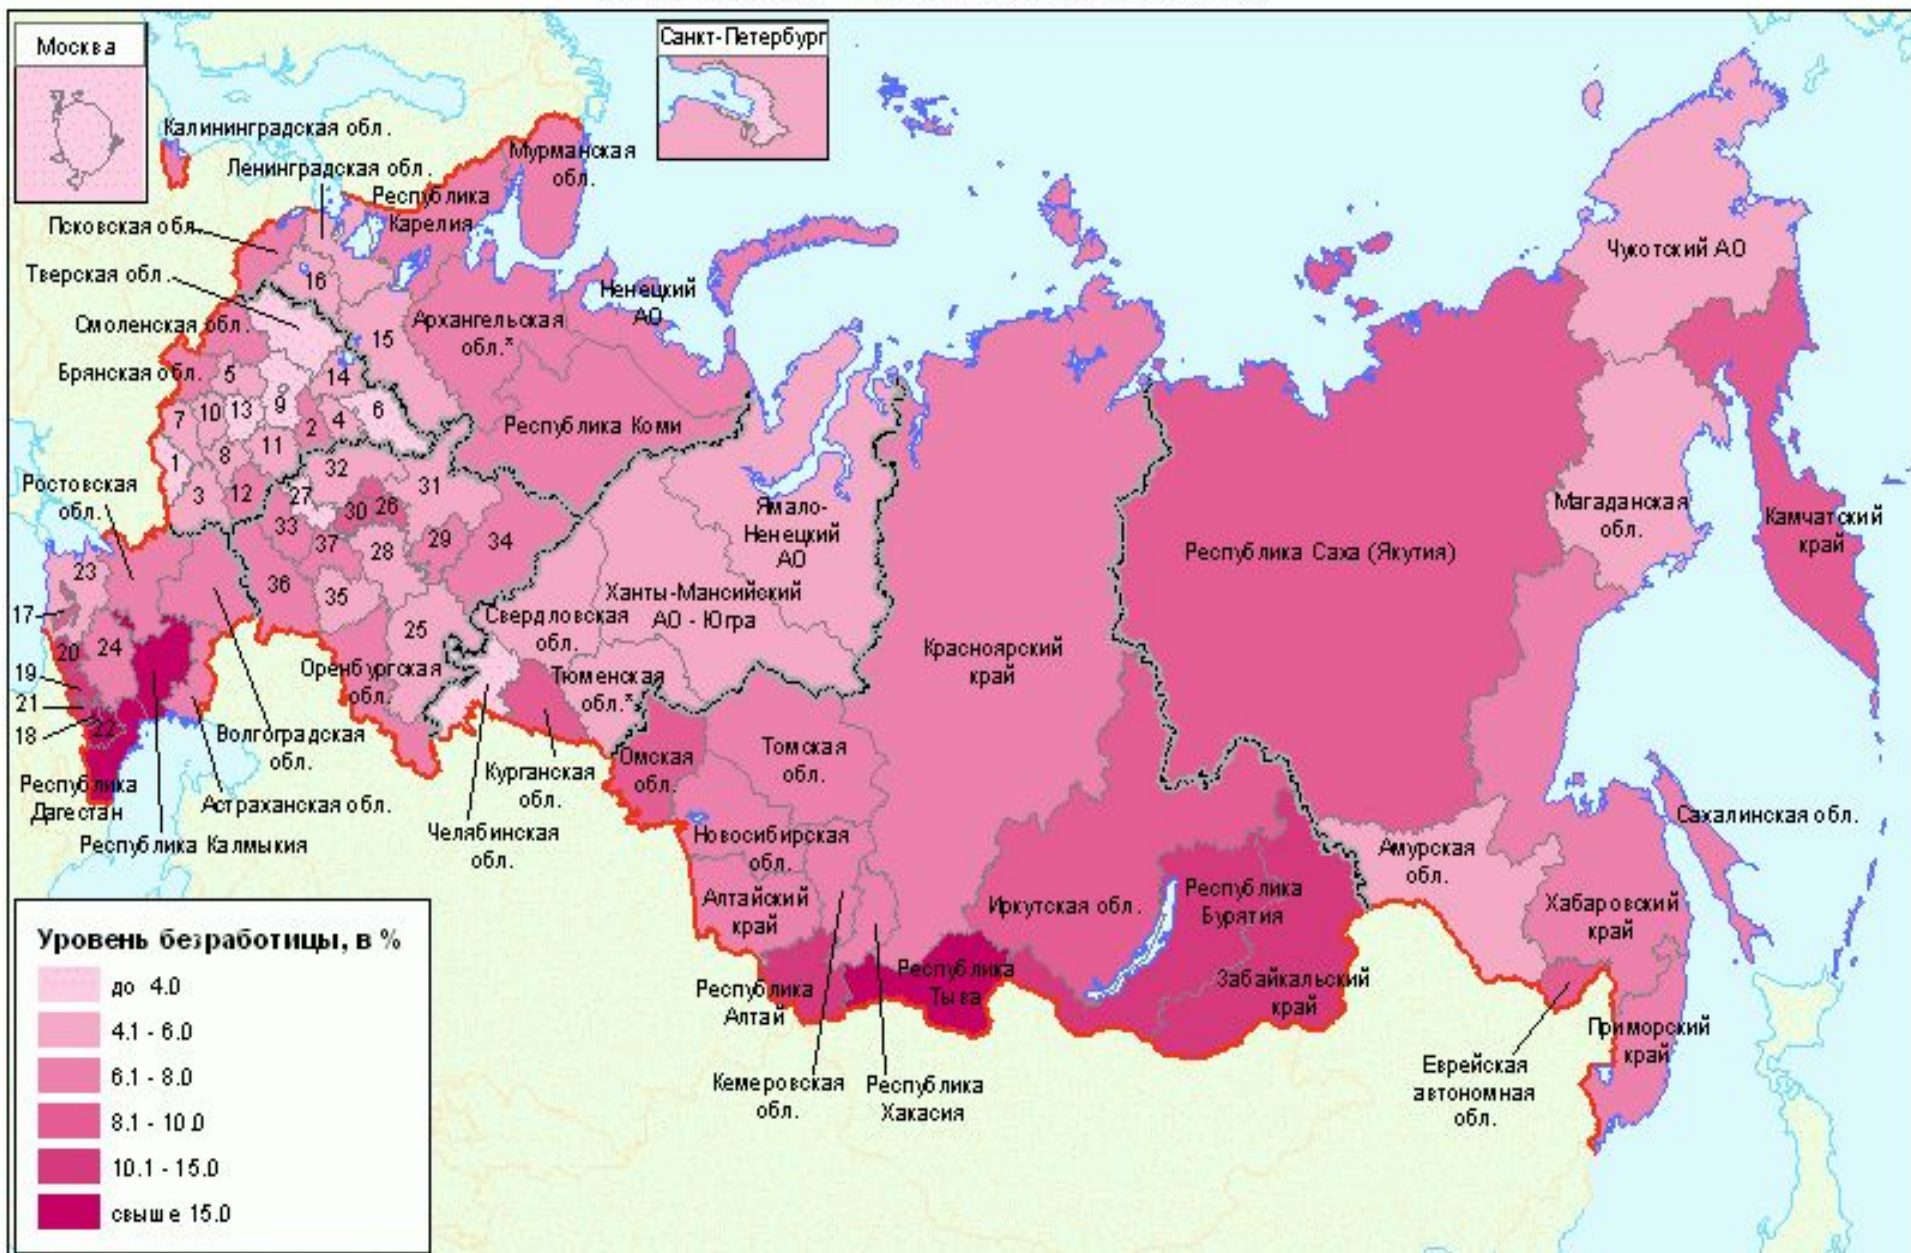 Москва
Санкт-Петербург
Калининградская обл.
Ленинградская обл.
Мурманская
обл.
Республика
Карелия
Псковская обл.
Тверская обл.
Смоленская обл.
Брянская обл.
Ненецкий
АО
Архангельская
обл.*
Республика Коми
Чукотский АО
16
15
5
14
9
6
7
10
13
2
4
1
8
11
3
12
32
31
27
30
26
33
37
28
29
34
36
35
25
Ростовская
обл.
23
17
20
24
19
21
18
22
Ямало-
Ненецкий
АО
Ханты-Мансийский
АО - Югра
Свердловская
обл.
Тюменская
обл.*
Оренбургская
обл.
Красноярский
край
Республика Саха (Якутия)
Магаданская
обл.
Камчатский
край
Волгоградская
обл.
Астраханская обл.
Республика
Дагестан
Республика Калмыкия
Курганская
обл.
Челябинская
обл.
Омская
обл.
Томская
обл.
Новосибирская
обл.
Алтайский
край
Республика
Алтай
Кемеровская
обл.
Республика
Хакасия
Республика
Тыва
Иркутская обл.
Республика
Бурятия
Забайкальский
край
Амурская
обл.
Сахалинская обл.
Хабаровский
край
Приморский
край
Еврейская
автономная
обл.
Уровень безработицы, в %
до 4.0
4.1 - 6.0
6.1 - 8.0
8.1 - 10.0
10.1 - 15.0
свыше 15.0